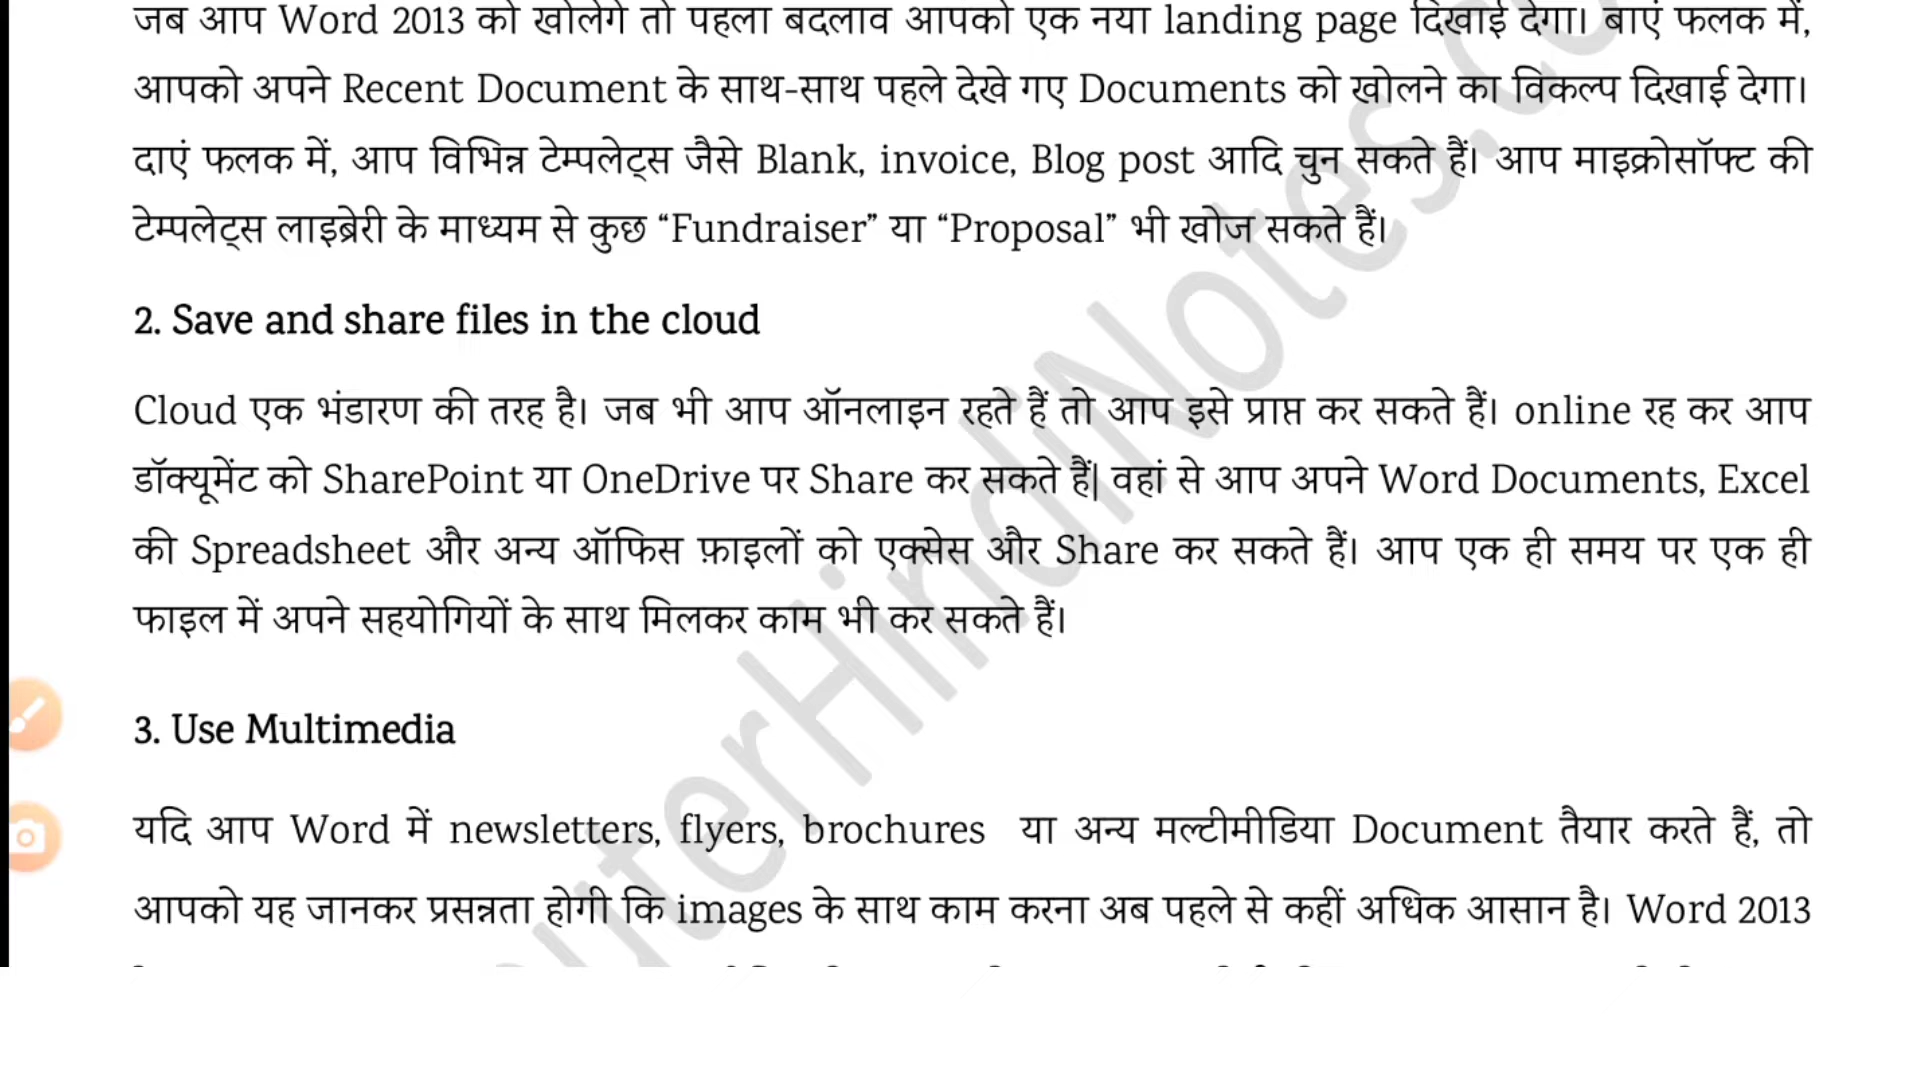 जब आप Word 2013 को खोलेंगे तो पहला बदलाव आपको एक नया landing page दिखाई देगा। बाएं फलक में,
आपको अपने Recent Document के साथ-साथ पहले देखे गए Documents को खोलने का विकल्प दिखाई देगा।
दाएं फलक में, आप विभिन्न टेम्पलेट्स जैसे Blank, invoice, Blog post आदि चुन सकते हैं। आप माइक्रोसॉफ्ट की
टेम्पलेट्स लाइब्रेरी के माध्यम से कुछ “Fundraiser” या “Proposal” भी खोज सकते हैं।
2. Save and share files in the cloud
Cloud एक भंडारण की तरह है। जब भी आप ऑनलाइन रहते हैं तो आप इसे प्राप्त कर सकते हैं। online रह कर आप
डॉक्यूमेंट को SharePoint या OneDrive पर Share कर सकते हैं| वहां से आप अपने Word Documents, Excel
की Spreadsheet और अन्य ऑफिस फ़ाइलों को एक्सेस और Share कर सकते हैं। आप एक ही समय पर एक ही
फाइल में अपने सहयोगियों के साथ मिलकर काम भी कर सकते हैं।
3. Use Multimedia
यदि आप Word में newsletters, flyers, brochures या अन्य मल्टीमीडिया Document तैयार करते हैं, तो
आपको यह जानकर प्रसन्नता होगी कि images के साथ काम करना अब पहले से कहीं अधिक आसान है। Word 2013
uterHindiNotes.co